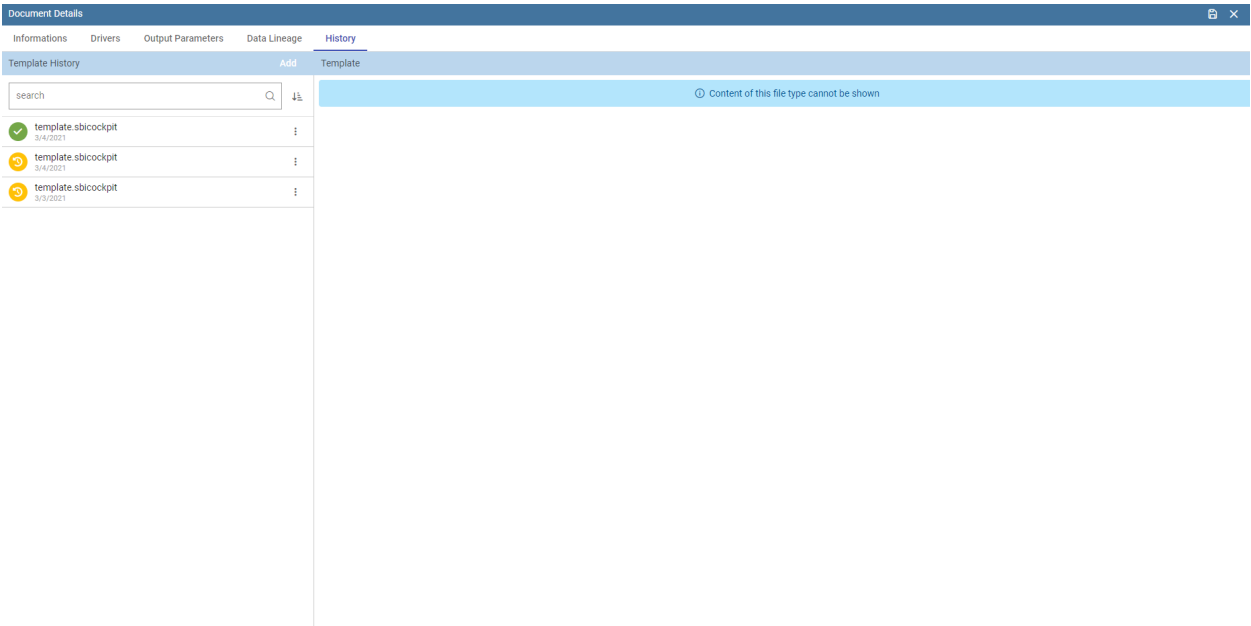 Document Details
Informations Drivers Output Parameters Data Lineage History
Template History Add
Template
search
Content of this file type cannot be shown
template.sbicockpit
3/4/2021
template.sbicockpit
3/4/2021
template.sbicockpit
3/3/2021